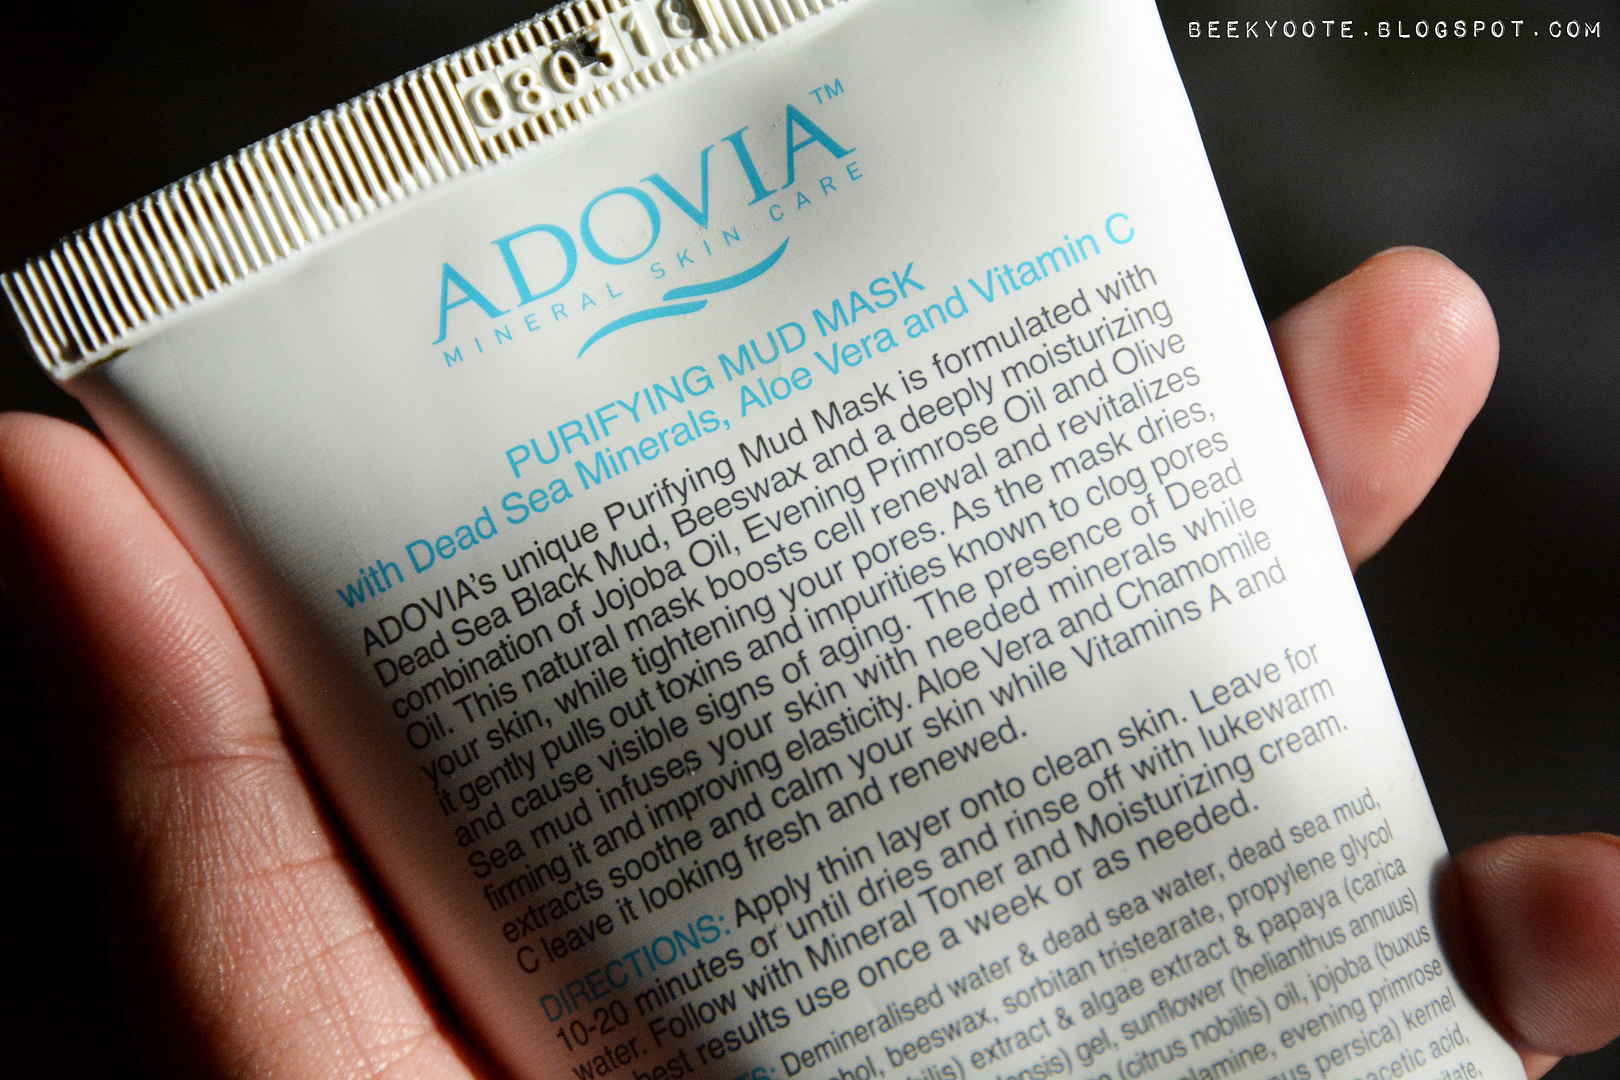 BEEKYOOTE.BLOGSPOT.COM
080318
ADOVIA™
MINERAL SKIN CARE
PURIFYING MUD MASK
with Dead Sea Minerals, Aloe Vera and Vitamin C
ADOVIA's unique Purifying Mud Mask is formulated with
Dead Sea Black Mud, Beeswax and a deeply moisturizing
combination of Jojoba Oil, Evening Primrose Oil and Olive
Oil. This natural mask boosts cell renewal and revitalizes
your skin, while tightening your pores. As the mask dries,
it gently pulls out toxins and impurities known to clog pores
and cause visible signs of aging. The presence of Dead
Sea mud infuses your skin with needed minerals while
firming it and improving elasticity. Aloe Vera and Chamomile
extracts soothe and calm your skin while Vitamins A and
C leave it looking fresh and renewed.
DIRECTIONS: Apply thin layer onto clean skin. Leave for
10-20 minutes or until dries and rinse off with lukewarm
water. Follow with Mineral Toner and Moisturizing cream.
results use once a week or as needed.
Demineralised water & dead sea water, dead sea mud,
beeswax, sorbitan tristearate, propylene glycol
extract & algae extract & papaya (carica
gel, sunflower (helianthus annuus)
(citrus nobilis) oil, jojoba (buxus
evening primrose
persica) kernel
acetic acid,